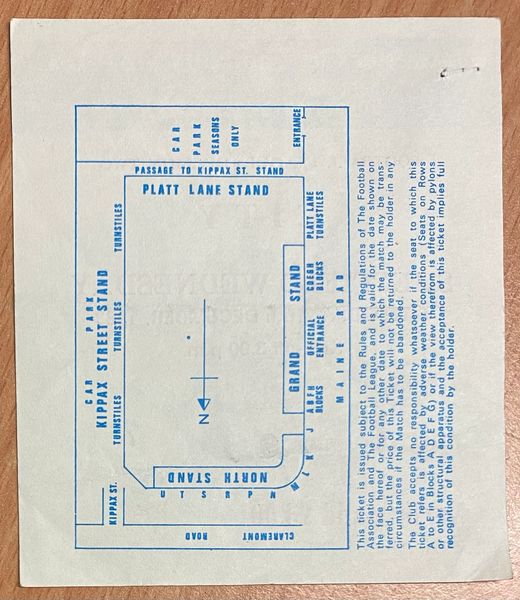 CAR
PARK
SEASONS
ONLY
ENTRANCE
PASSAGE TO KIPPAX ST. STAND
PLATT LANE STAND
CAR PARK
KIPPAX STREET STAND
TURNSTILES TURNSTILES TURNSTILES
PLATT LANE
TURNSTILES
CDEGH
BLOCKS
OFFICIAL
ENTRANCE
ABFH
BLOCKS
GRAND STAND
MAINE ROAD
N
NORTH STAND
J K L M N P R S T U
KIPPAX ST.
CLAREMONT
ROAD
This ticket is issued subject to the Rules and Regulations of The Football
Association and The Football League, and is valid for the date shown on
the face hereof or for any other date to which the match may be trans-
ferred, but the price of this Ticket will not be returned to the holder in any
circumstances if the Match has to be abandoned.
The Club accepts no responsibility whatsoever if the seat to which this
ticket refers is affected by adverse weather conditions (Seats on Rows
A to E in Blocks A D E F G) or if the view therefrom is affected by pylons
or other structural apparatus and the acceptance of this ticket implies full
recognition of this condition by the holder.